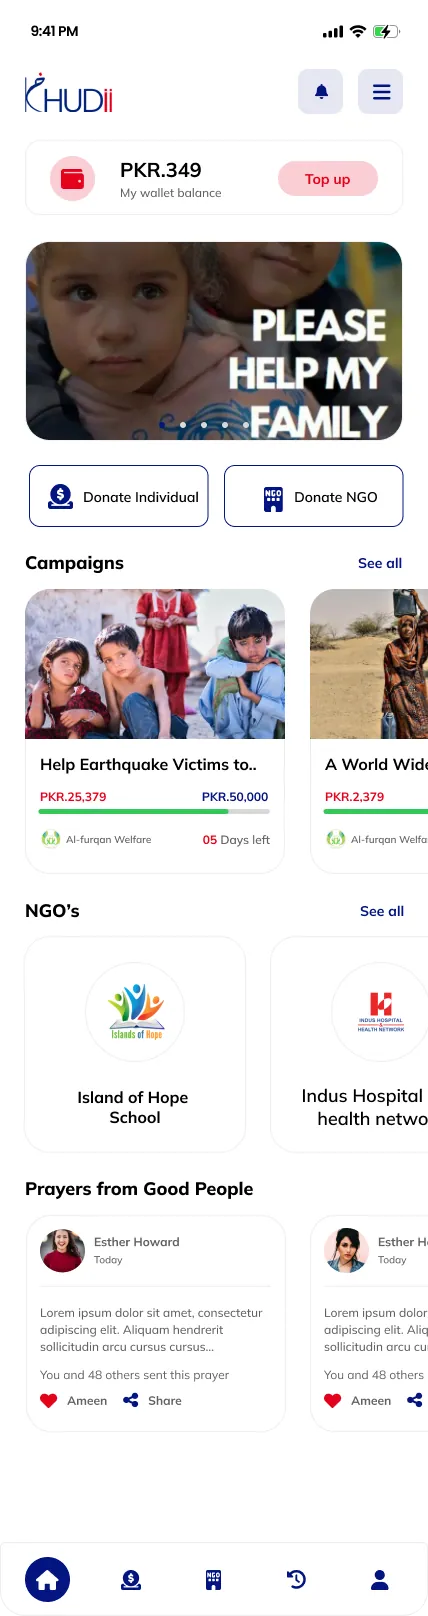 9:41 PM
KHUDii
PKR.349
My wallet balance
Top up
PLEASE
HELP MY
FAMILY
Donate Individual
NGO
Donate NGO
Campaigns
See all
Help Earthquake Victims to..
A World Wide
PKR.25,379
PKR.50,000
PKR.2,379
Al-furqan Welfare
05 Days left
Al-furqan Welfa
NGO’s
See all
Islands of Hope
INDUS HOSPITAL
&
HEALTH NETWORK
Island of Hope
School
Indus Hospital
health netwo
Prayers from Good People
Esther Howard
Today
Lorem ipsum dolor sit amet, consectetur
adipiscing elit. Aliquam hendrerit
sollicitudin arcu cursus cursus...
You and 48 others sent this prayer
Ameen
Share
Esther H
Today
Lorem ipsum dolor
adipiscing elit. Aliq
sollicitudin arcu cu
You and 48 others
Ameen
NGO